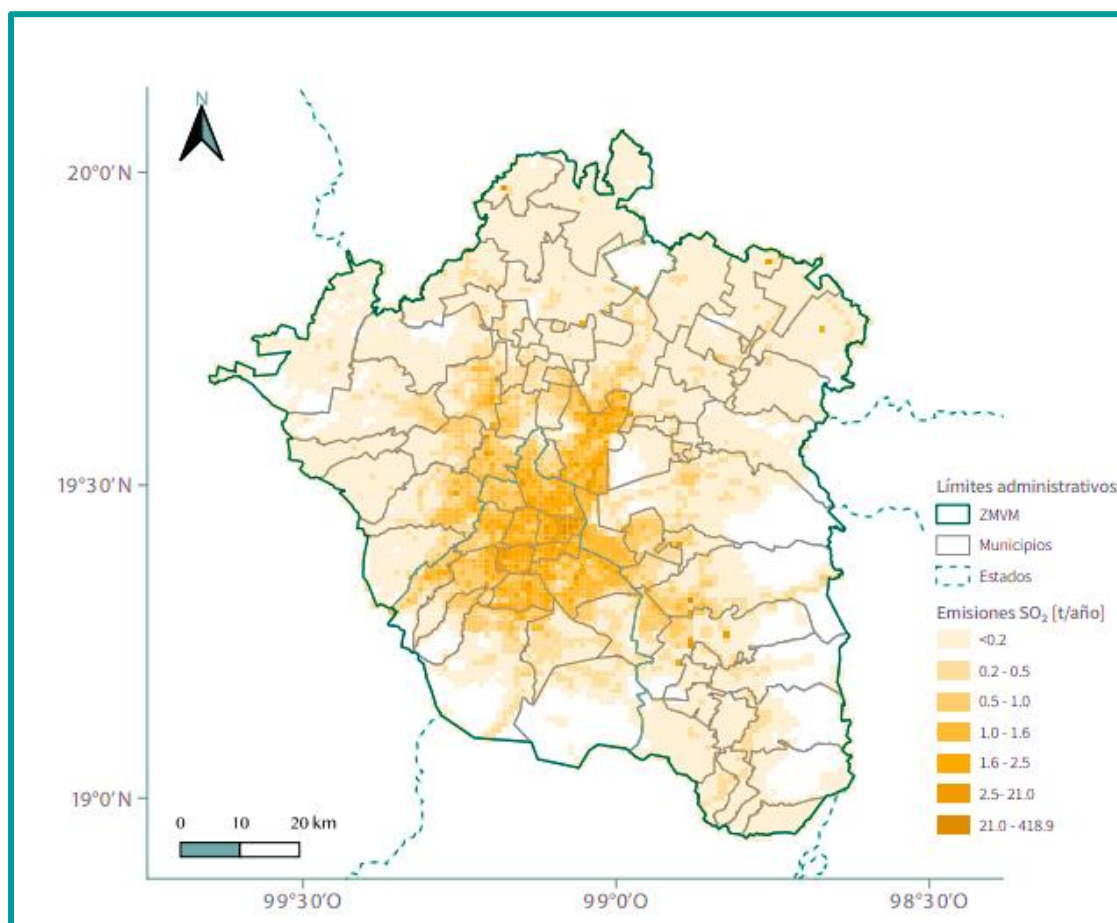 N
20°0′ N
19°30′ N
19°0′ N
0 10 20 km
99°30′O
99°0′O
98°30′O
Límites administrativos
ZMVM
Municipios
Estados
Emisiones SO₂ [t/año]
<0.2
0.2 - 0.5
0.5 - 1.0
1.0 - 1.6
1.6 - 2.5
2.5- 21.0
21.0 - 418.9